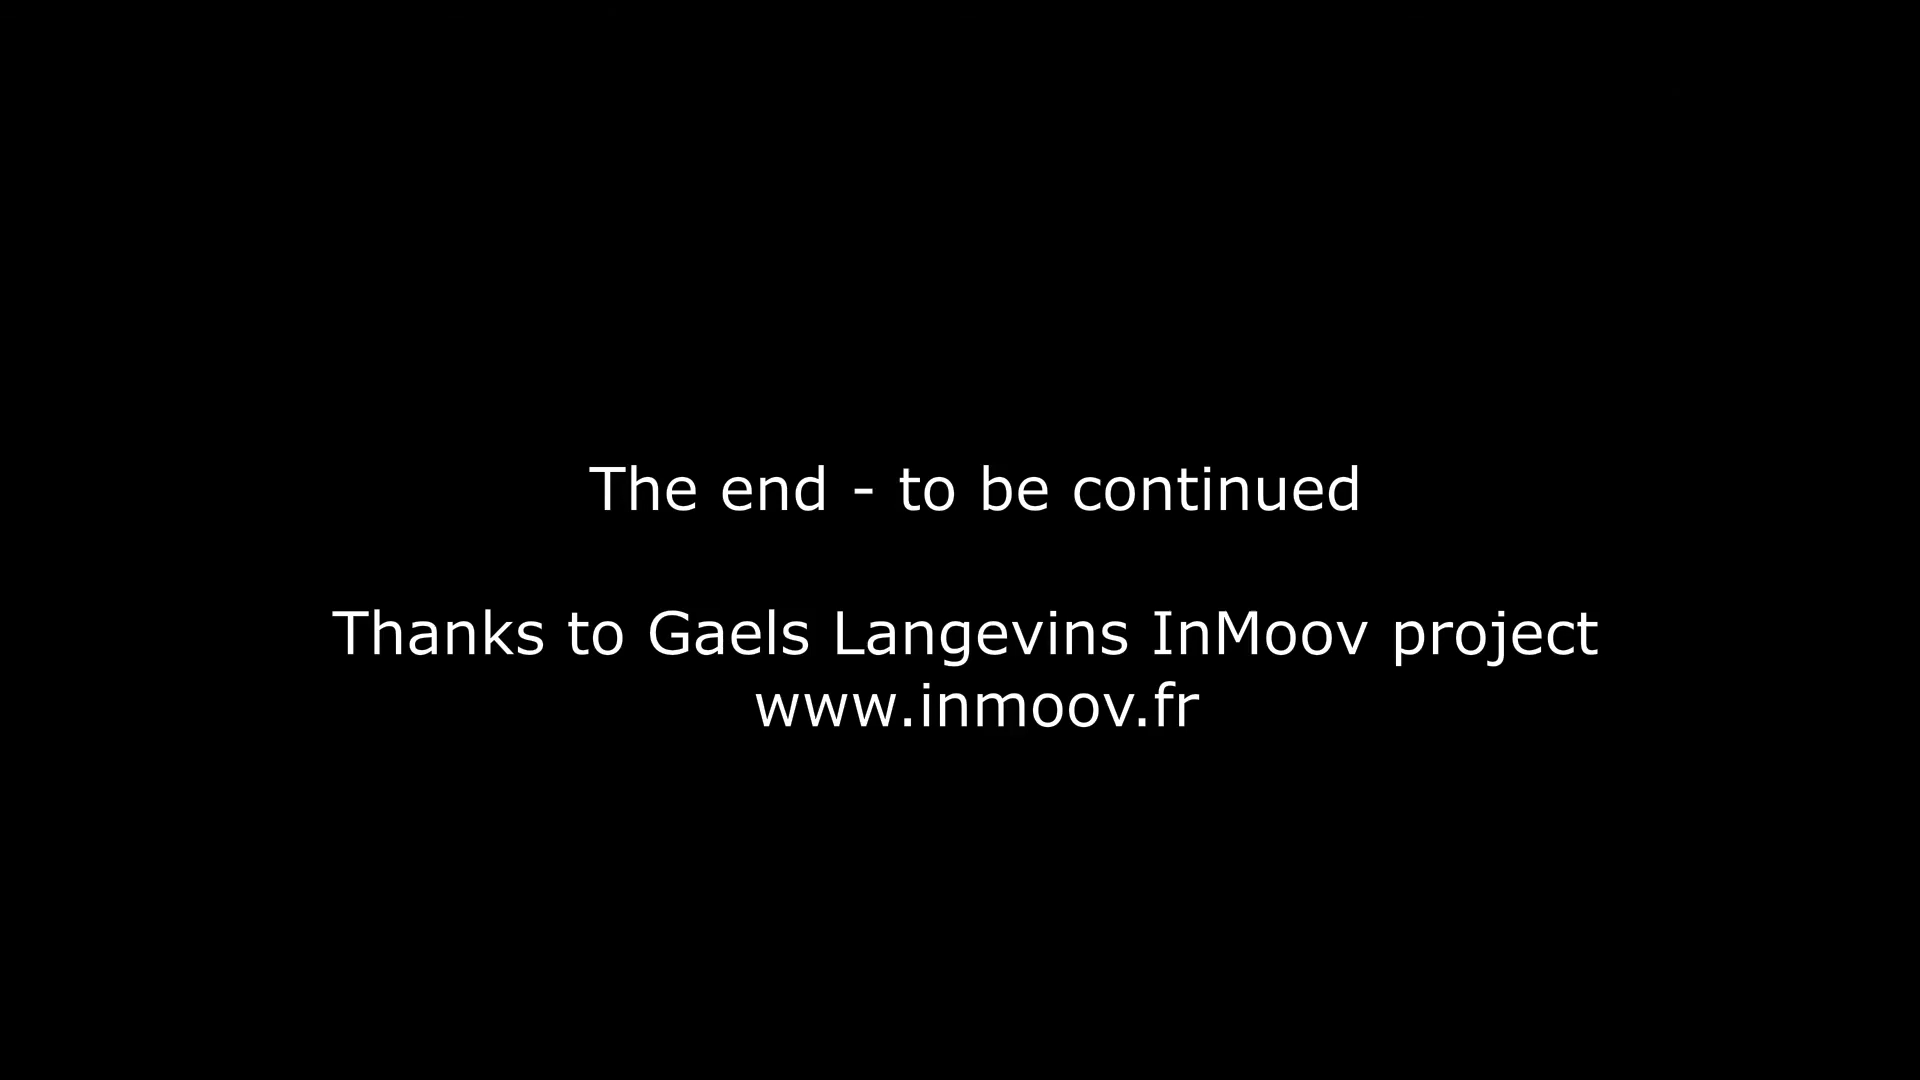 The end - to be continued
Thanks to Gaels Langevins InMoov project
www.inmoov.fr